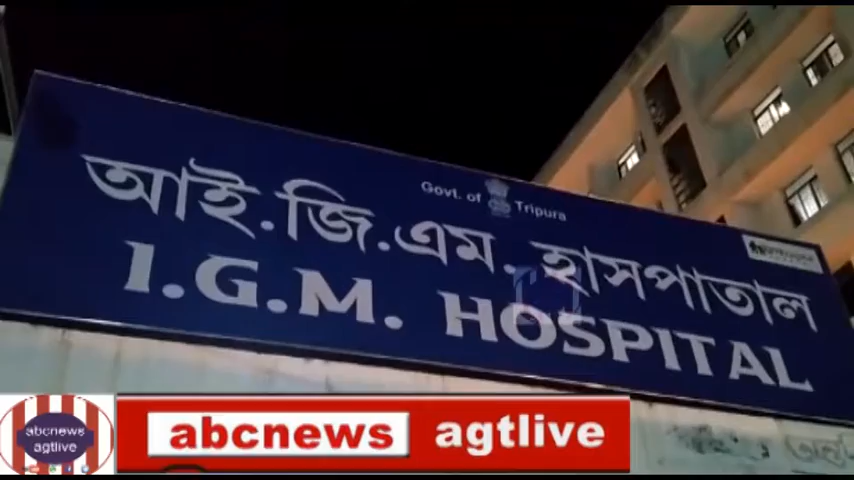 Govt. of Tripura
আই.জি.এম. হাসপাতাল
I.G.M. HOSPITAL
abcnews
agtlive
abcnews agtlive